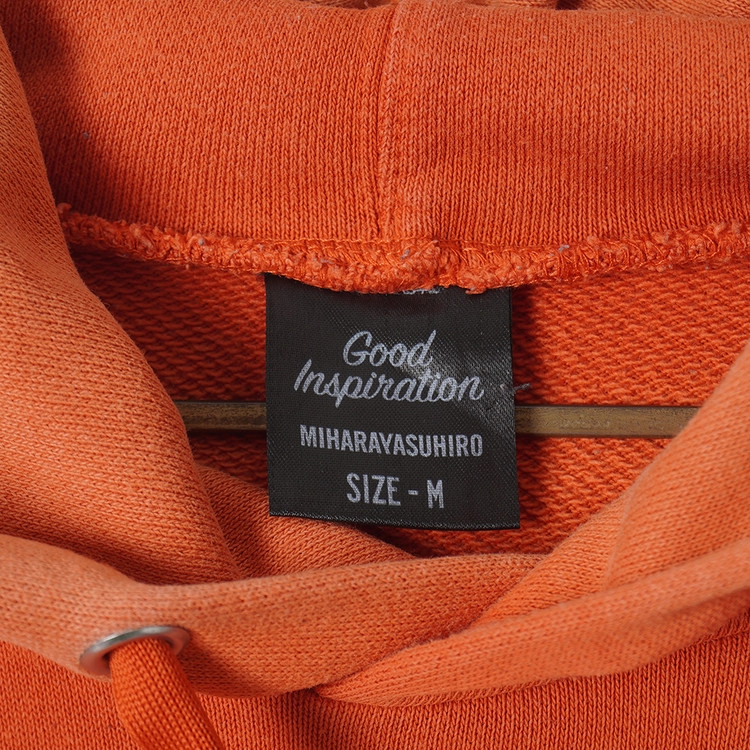 Good
Inspiration
MIHARAYASUHIRO
SIZE - M